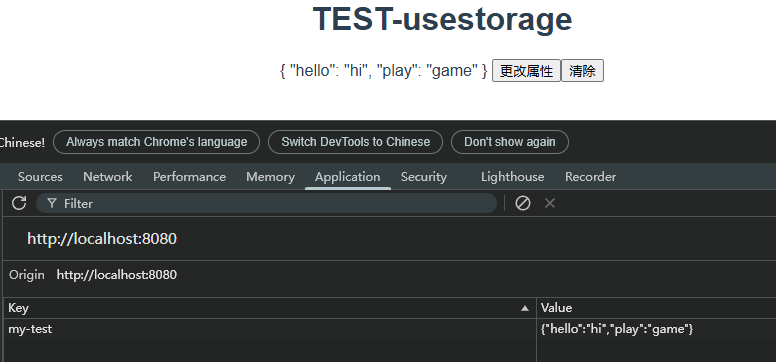 TEST-usestorage
{ "hello": "hi", "play": "game" } 更改属性 清除
Chinese! Always match Chrome's language Switch DevTools to Chinese Don't show again
Sources Network Performance Memory Application Security Lighthouse Recorder
Filter
http://localhost:8080
Origin http://localhost:8080
Key Value
my-test {"hello":"hi","play":"game"}